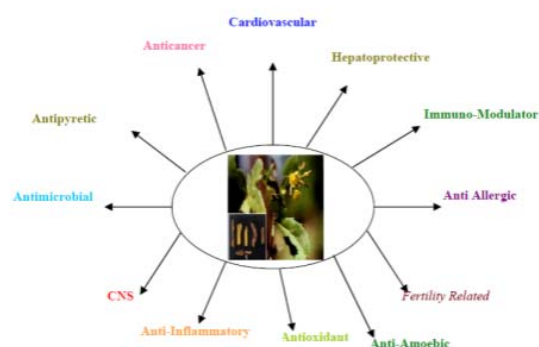 Cardiovascular
Anticancer
Hepatoprotective
Immuno-Modulator
Antipyretic
Antimicrobial
Anti Allergic
CNS
Fertility Related
Anti-Inflammatory
Antioxidant
Anti-Amoebic